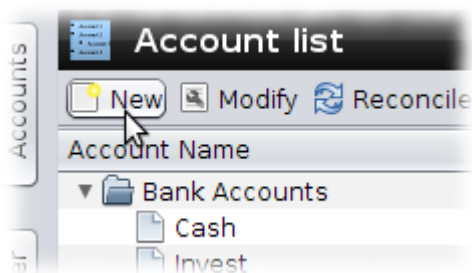 Accounts
Account list
New Modify Reconcile
Account Name
Bank Accounts
Cash
Invest